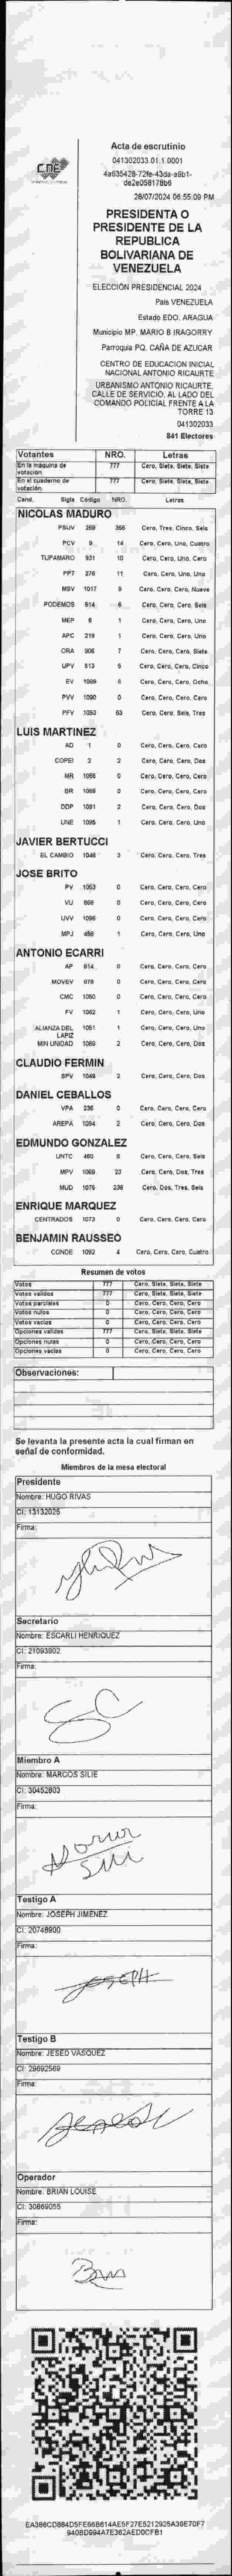 CNE
Acta de escrutinio
041302033.01.1.0001
4a635428-72fe-43da-a9b1-
de2e058178b6
28/07/2024 06:55:09 PM
PRESIDENTA O
PRESIDENTE DE LA
REPUBLICA
BOLIVARIANA DE
VENEZUELA
ELECCIÓN PRESIDENCIAL 2024
País VENEZUELA
Estado EDO. ARAGUA
Municipio MP. MARIO B IRAGORRY
Parroquia PQ. CAÑA DE AZUCAR
CENTRO DE EDUCACION INICIAL
NACIONAL ANTONIO RICAURTE
URBANISMO ANTONIO RICAURTE.
CALLE DE SERVICIO. AL LADO DEL
COMANDO POLICIAL FRENTE A LA
TORRE 13
041302033
841 Electores
Votantes NRO. Letras
En la máquina de votación 777 Cero, Siete, Siete, Siete
En el cuaderno de votación 777 Cero, Siete, Siete, Siete
Cand. Sigla Código NRO. Letras
NICOLAS MADURO
PSUV 269 356 Cero, Tres, Cinco, Seis
PCV 9 14 Cero, Cero, Uno, Cuatro
TUPAMARO 931 10 Cero, Cero, Uno, Cero
PPT 276 11 Cero, Cero, Uno, Uno
MSV 1017 9 Cero, Cero, Cero, Nueve
PODEMOS 514 6 Cero, Cero, Cero, Seis
MEP 6 1 Cero, Cero, Cero, Uno
APC 219 1 Cero, Cero, Cero, Uno
ORA 906 7 Cero, Cero, Cero, Siete
UPV 513 5 Cero, Cero, Cero, Cinco
EV 1089 8 Cero, Cero, Cero, Ocho
PVV 1090 0 Cero, Cero, Cero, Cero
PFV 1093 63 Cero, Cero, Seis, Tres
LUIS MARTINEZ
AD 1 0 Cero, Cero, Cero, Cero
COPEI 2 2 Cero, Cero, Cero, Dos
MR 1055 0 Cero, Cero, Cero, Cero
BR 1066 0 Cero, Cero, Cero, Cero
DDP 1091 2 Cero, Cero, Cero, Dos
UNE 1095 1 Cero, Cero, Cero, Uno
JAVIER BERTUCCI
EL CAMBIO 1048 3 Cero, Cero, Cero, Tres
JOSE BRITO
PV 1053 0 Cero, Cero, Cero, Cero
VU 868 0 Cero, Cero, Cero, Cero
UVV 1096 0 Cero, Cero, Cero, Cero
MPJ 458 1 Cero, Cero, Cero, Uno
ANTONIO ECARRI
AP 814 0 Cero, Cero, Cero, Cero
MOVEV 879 0 Cero, Cero, Cero, Cero
CMC 1050 0 Cero, Cero, Cero, Cero
FV 1062 1 Cero, Cero, Cero, Uno
ALIANZA DEL LAPIZ 1051 1 Cero, Cero, Cero, Uno
MIN UNIDAD 1069 2 Cero, Cero, Cero, Dos
CLAUDIO FERMIN
SPV 1049 2 Cero, Cero, Cero, Dos
DANIEL CEBALLOS
VPA 236 0 Cero, Cero, Cero, Cero
AREPA 1094 2 Cero, Cero, Cero, Dos
EDMUNDO GONZALEZ
UNTC 460 6 Cero, Cero, Cero, Seis
MPV 1069 23 Cero, Cero, Dos, Tres
MUD 1075 236 Cero, Dos, Tres, Seis
ENRIQUE MARQUEZ
CENTRADOS 1073 0 Cero, Cero, Cero, Cero
BENJAMIN RAUSSEO
CONDE 1092 4 Cero, Cero, Cero, Cuatro
Resumen de votos
Votos 777 Cero, Siete, Siete, Siete
Votos validos 777 Cero, Siete, Siete, Siete
Votos parciales 0 Cero, Cero, Cero, Cero
Votos nulos 0 Cero, Cero, Cero, Cero
Votos vacios 0 Cero, Cero, Cero, Cero
Opciones validas 777 Cero, Siete, Siete, Siete
Opciones nulas 0 Cero, Cero, Cero, Cero
Opciones vacias 0 Cero, Cero, Cero, Cero
Observaciones:
Se levanta la presente acta la cual firman en
señal de conformidad.
Miembros de la mesa electoral
Presidente
Nombre: HUGO RIVAS
CI: 13132025
Firma:
Secretario
Nombre: ESCARLI HENRIQUEZ
CI: 21093902
Firma:
Miembro A
Nombre: MARCOS SILIE
CI: 30452803
Firma:
Testigo A
Nombre: JOSEPH JIMENEZ
CI: 20748900
Firma:
JOSEPH
Testigo B
Nombre: JESED VASQUEZ
CI: 29692569
Firma:
Operador
Nombre: BRIAN LOUISE
CI: 30869055
Firma:
EA386CD884D5FE66B614AE5F27E5212925A39E70F7
940BD994A7E362AED0CFB1